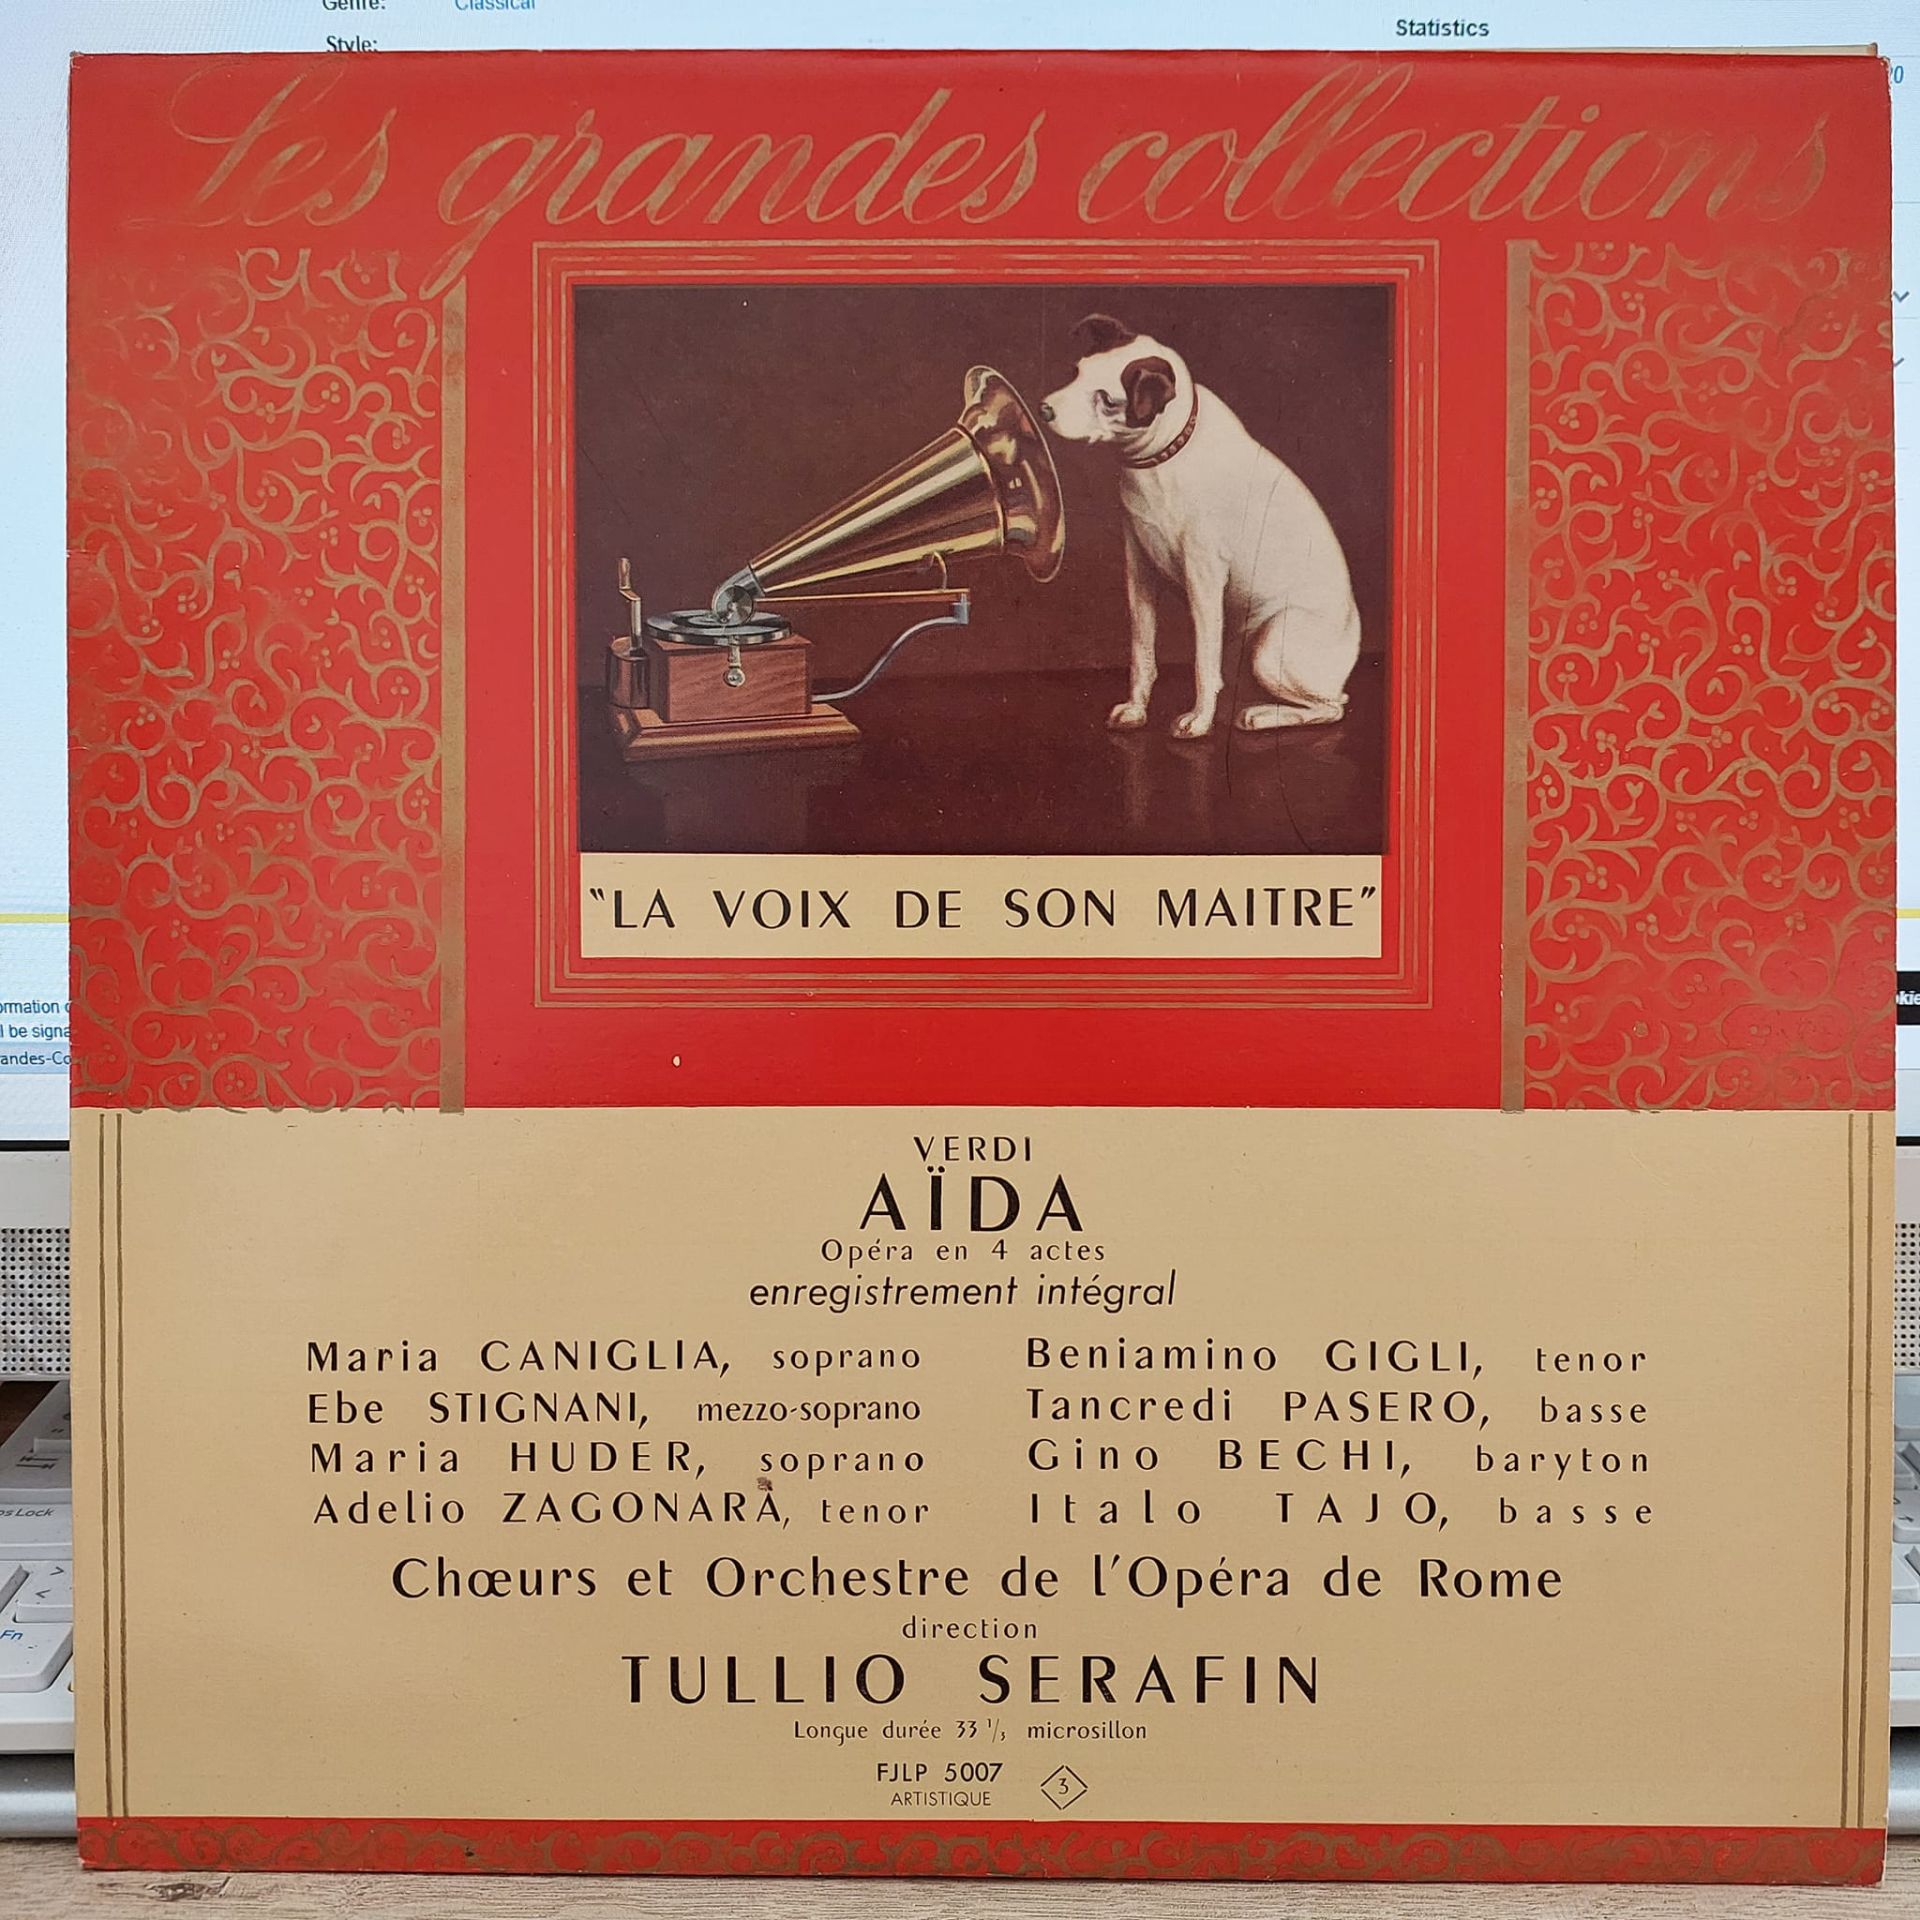 Genre: Classical
Style:
Statistics
20
Les grandes collections
"LA VOIX DE SON MAITRE"
VERDI
AÏDA
Opéra en 4 actes
enregistrement intégral
Maria CANIGLIA, soprano
Ebe STIGNANI, mezzo-soprano
Maria HUDER, soprano
Adelio ZAGONARA, tenor
Beniamino GIGLI, tenor
Tancredi PASERO, basse
Gino BECHI, baryton
Italo TAJO, basse
Chœurs et Orchestre de l'Opéra de Rome
direction
TULLIO SERAFIN
Longue durée 33 1/3 microsillon
FJLP 5007
ARTISTIQUE
3
Lock
Fn